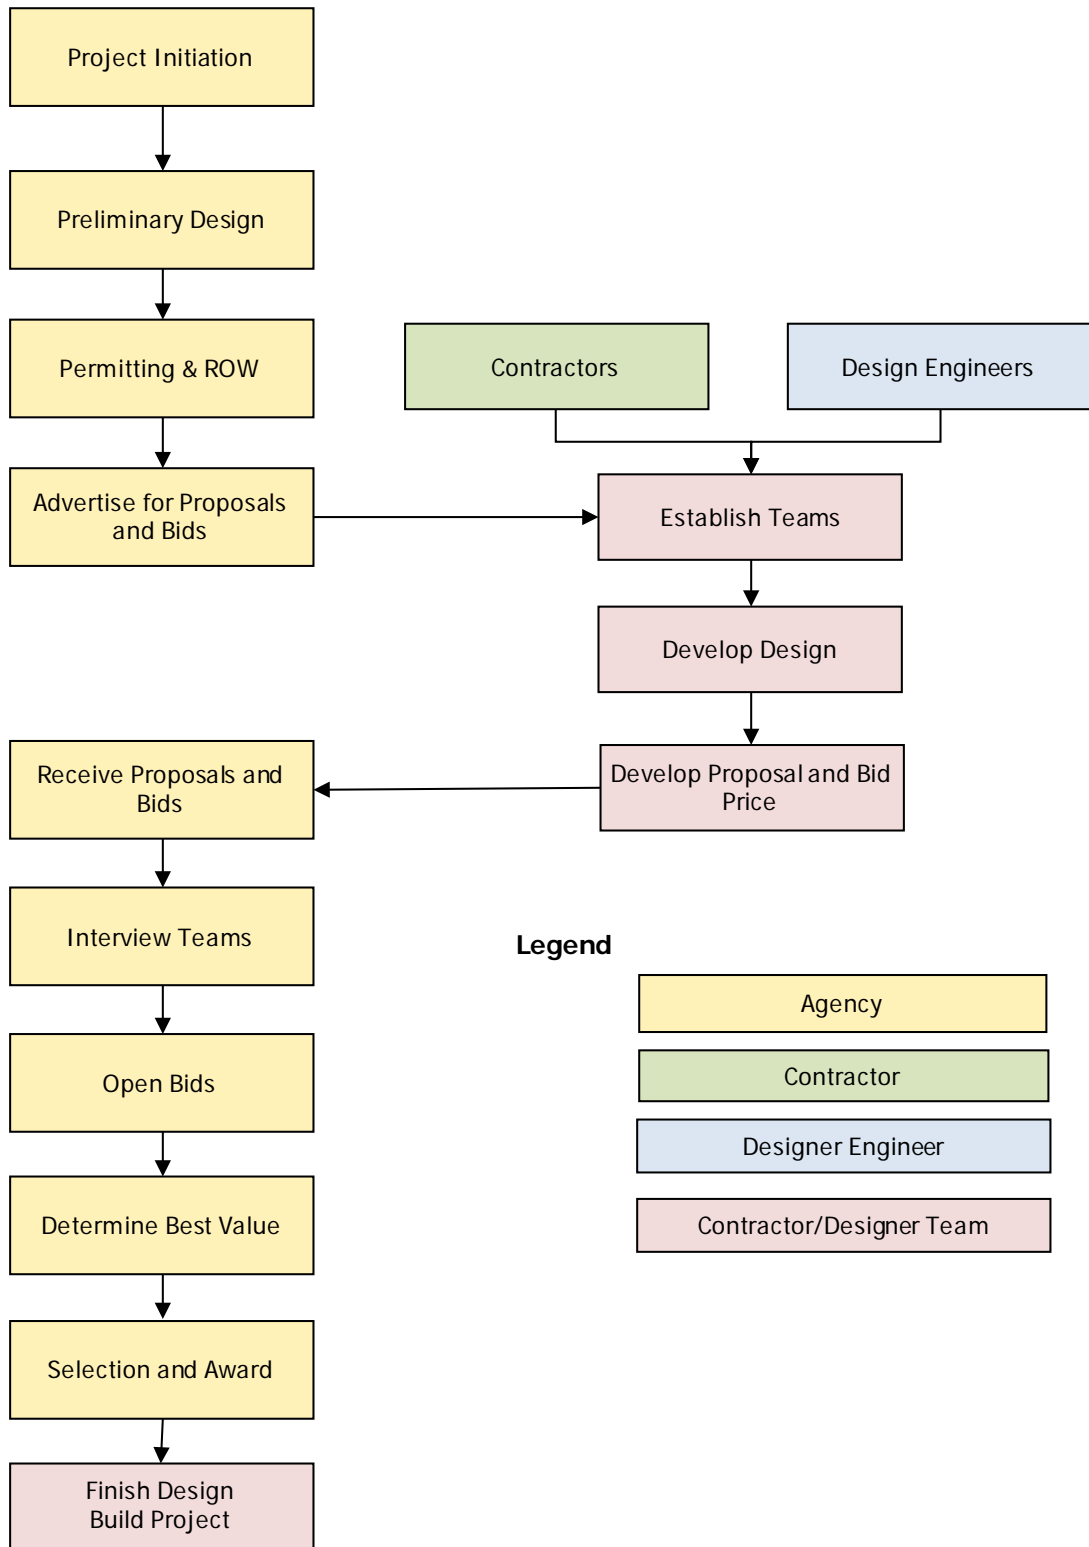 Project Initiation
Preliminary Design
Permitting & ROW
Contractors
Design Engineers
Advertise for Proposals
and Bids
Establish Teams
Develop Design
Receive Proposals and
Bids
Develop Proposal and Bid
Price
Interview Teams
Legend
Agency
Open Bids
Contractor
Designer Engineer
Determine Best Value
Contractor/Designer Team
Selection and Award
Finish Design
Build Project